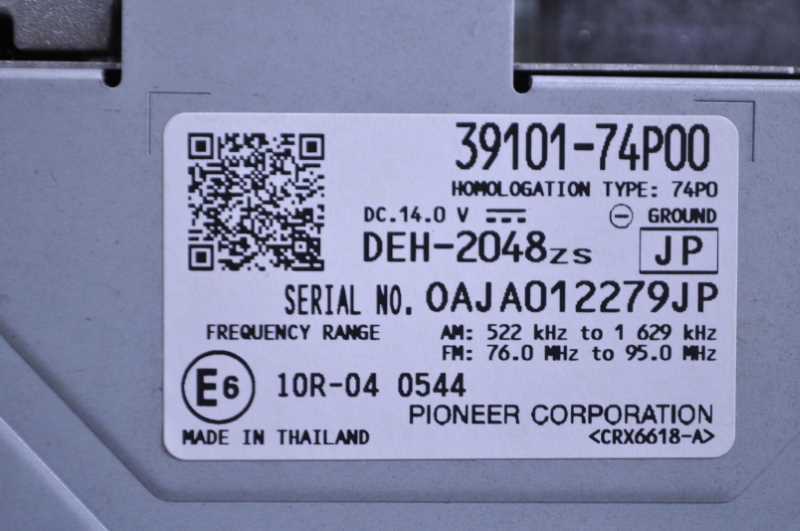 39101-74P00
HOMOLOGATION TYPE: 74P0
DC.14.0 V ⎓ ⊖ GROUND
DEH-2048zs JP
SERIAL NO. 0AJA012279JP
FREQUENCY RANGE AM: 522 kHz to 1 629 kHz
FM: 76.0 MHz to 95.0 MHz
E6 10R-04 0544
PIONEER CORPORATION
MADE IN THAILAND <CRX6618-A>